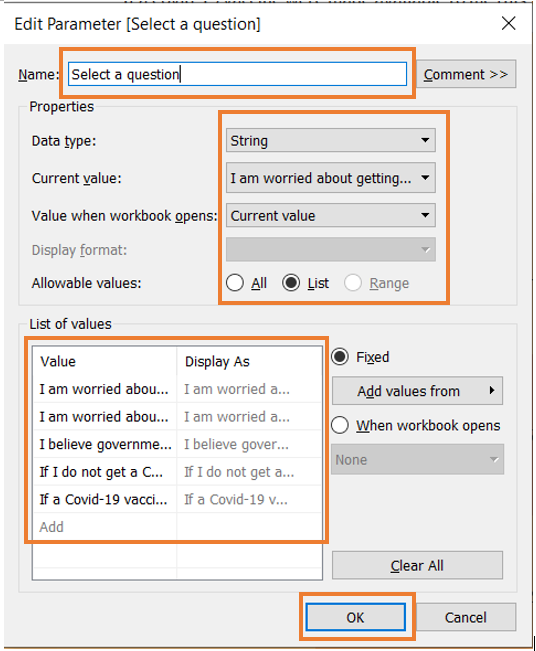 Edit Parameter [Select a question]
Name: Select a question Comment >>
Properties
Data type: String
Current value: I am worried about getting...
Value when workbook opens: Current value
Display format:
Allowable values: All List Range
List of values
Value Display As
I am worried abou... I am worried a...
I am worried abou... I am worried a...
I believe governme... I believe gover...
If I do not get a C... If I do not get a...
If a Covid-19 vacci... If a Covid-19 v...
Add
Fixed
Add values from
When workbook opens
None
Clear All
OK Cancel